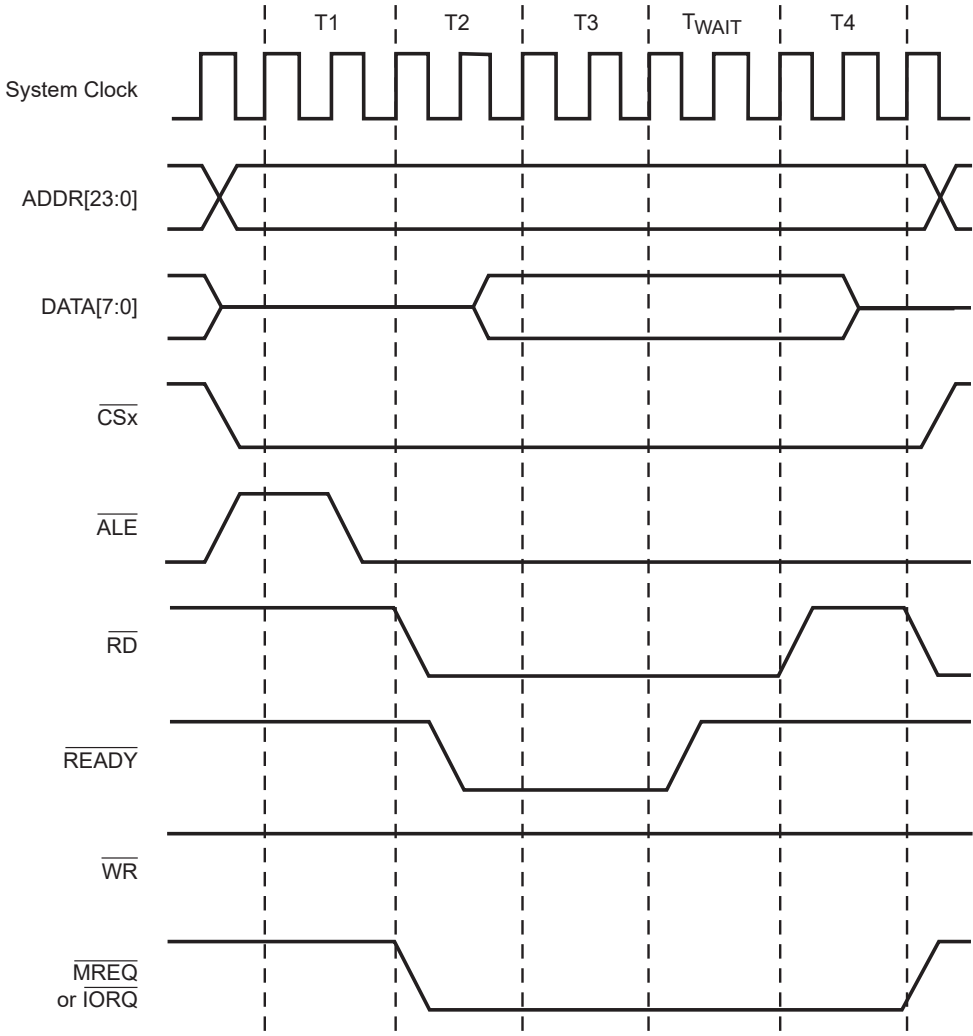 T1 T2 T3 TWAIT T4
System Clock
ADDR[23:0]
DATA[7:0]
CSx
ALE
RD
READY
WR
MREQ
or IORQ